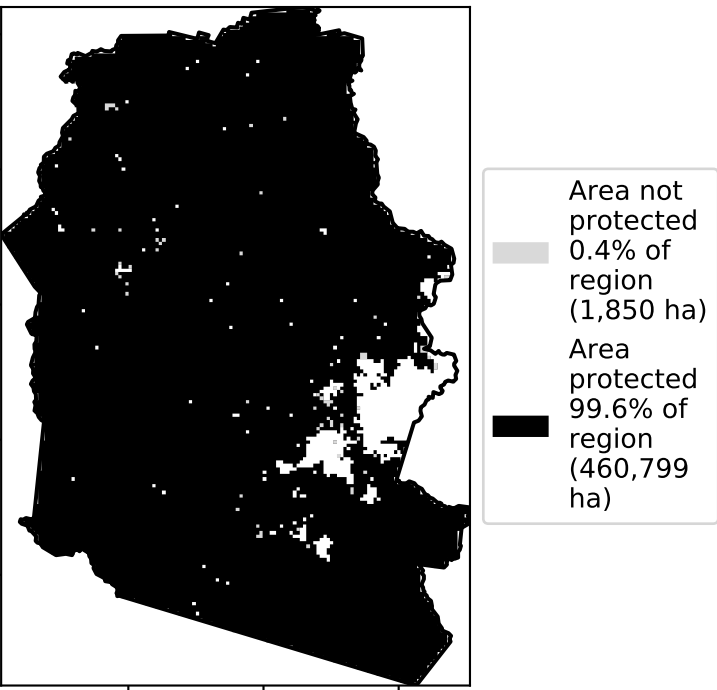 Area not
protected
0.4% of
region
(1,850 ha)
Area
protected
99.6% of
region
(460,799
ha)